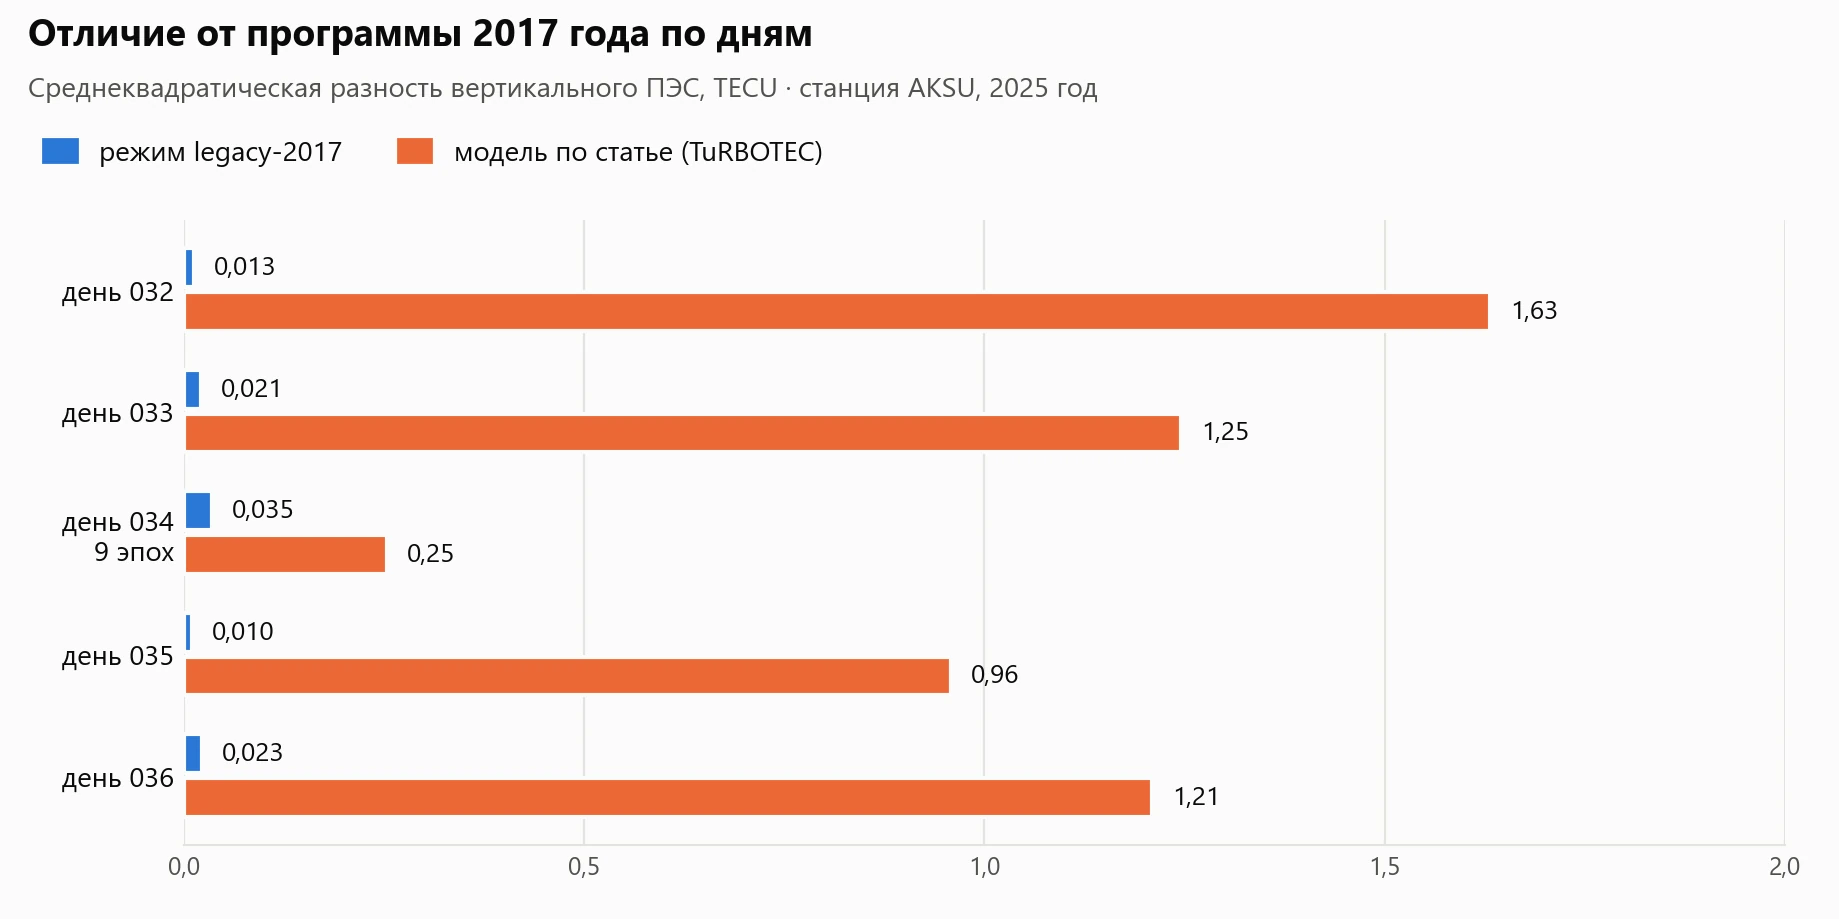 Отличие от программы 2017 года по дням
Среднеквадратическая разность вертикального ПЭС, TECU · станция AKSU, 2025 год
режим legacy-2017 модель по статье (TuRBOTEC)
0,013
день 032
1,63
0,021
день 033
1,25
0,035
день 034
9 эпох
0,25
0,010
день 035
0,96
0,023
день 036
1,21
0,0 0,5 1,0 1,5 2,0